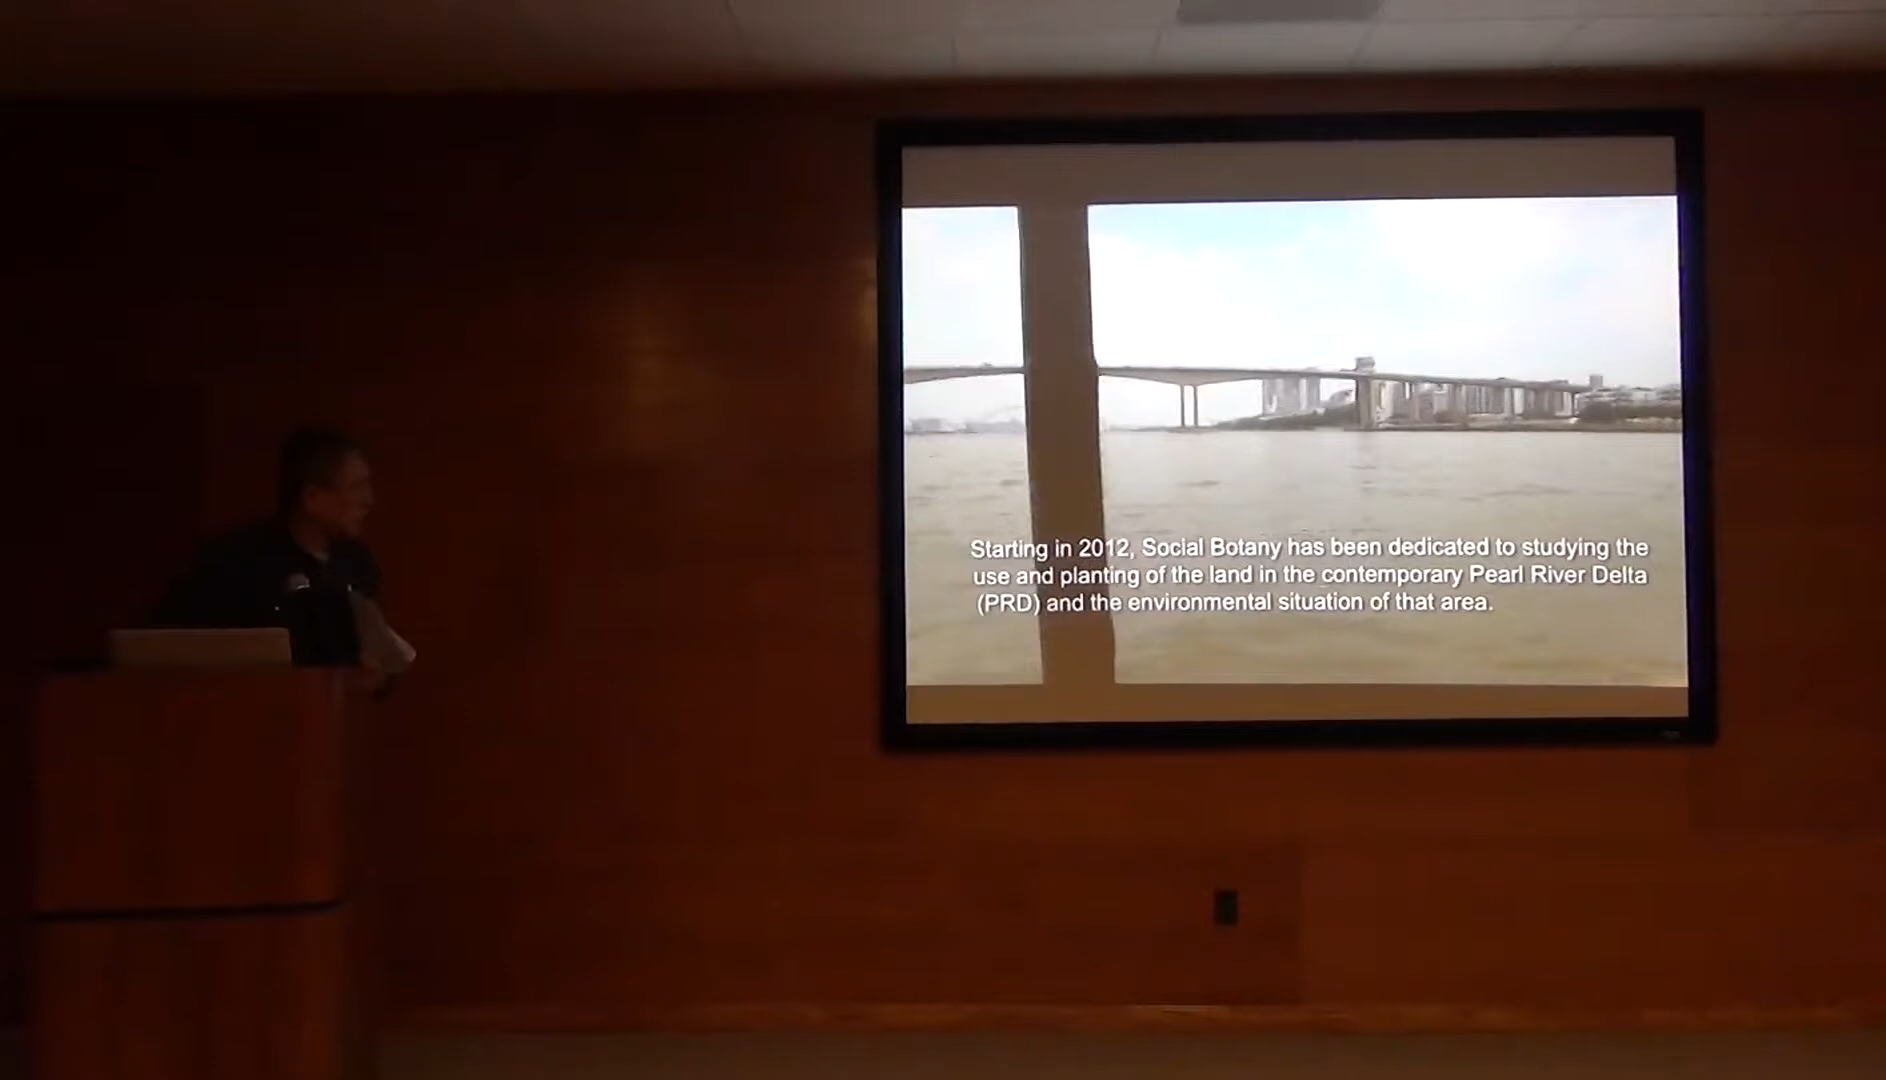 Starting in 2012, Social Botany has been dedicated to studying the
use and planting of the land in the contemporary Pearl River Delta
(PRD) and the environmental situation of that area.